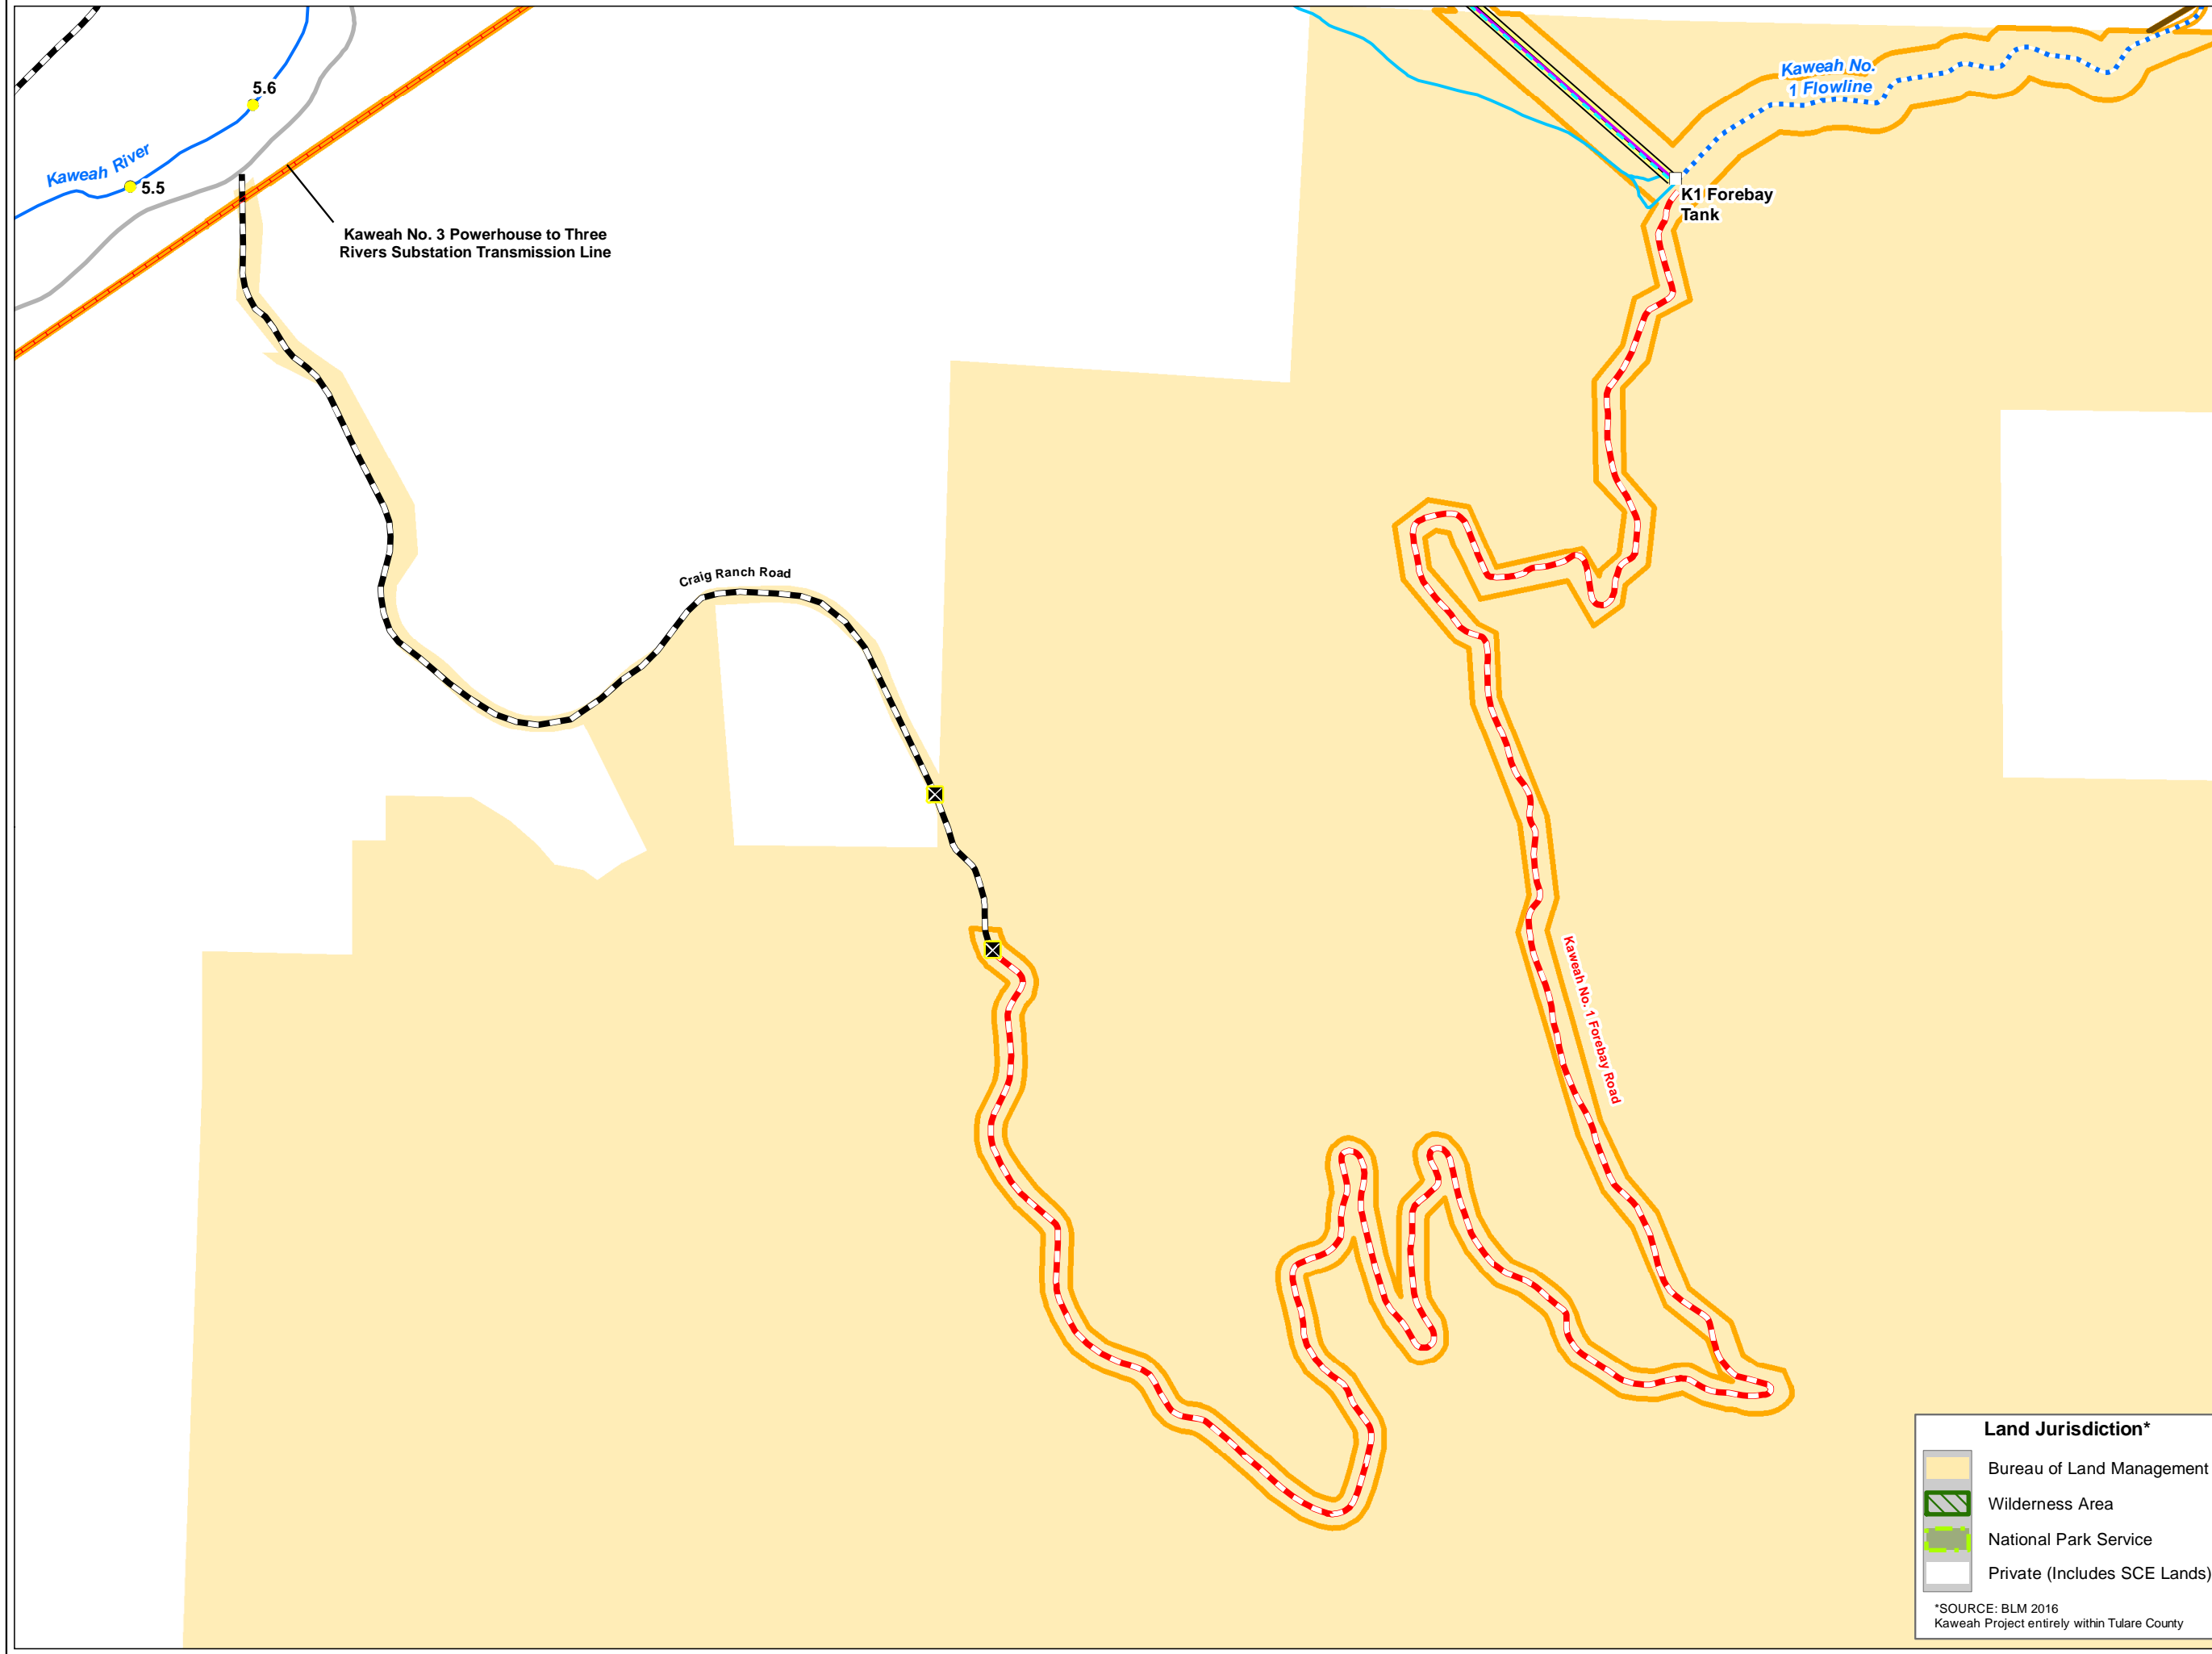 Kaweah No.
1 Flowline
5.6
Kaweah River
5.5
K1 Forebay
Tank
Kaweah No. 3 Powerhouse to Three
Rivers Substation Transmission Line
Craig Ranch Road
Kaweah No. 1 Forebay Road
Land Jurisdiction*
Bureau of Land Management
Wilderness Area
National Park Service
Private (Includes SCE Lands)
*SOURCE: BLM 2016
Kaweah Project entirely within Tulare County